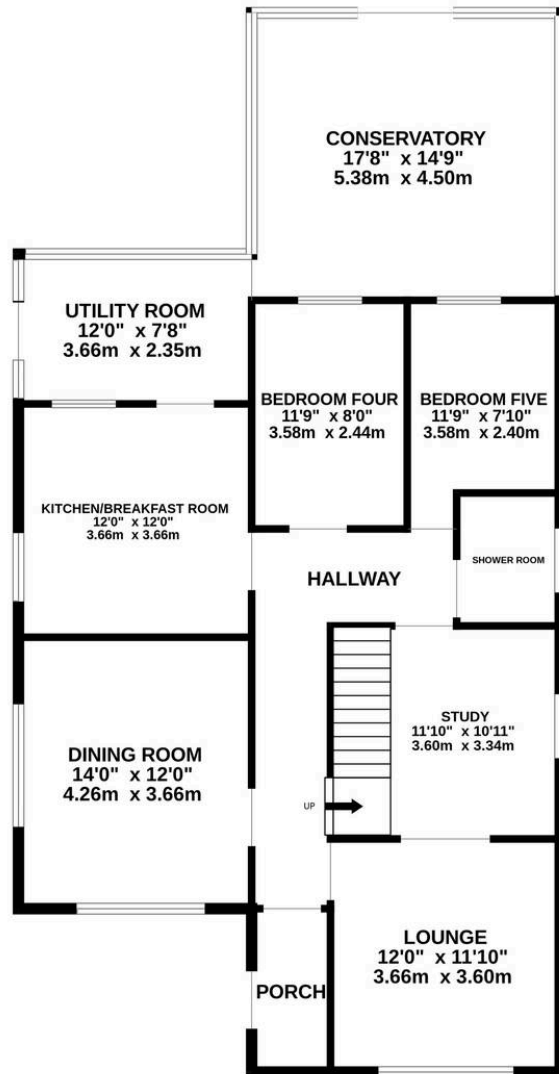 CONSERVATORY
17'8" x 14'9"
5.38m x 4.50m
UTILITY ROOM
12'0" x 7'8"
3.66m x 2.35m
BEDROOM FOUR
11'9" x 8'0"
3.58m x 2.44m
BEDROOM FIVE
11'9" x 7'10"
3.58m x 2.40m
KITCHEN/BREAKFAST ROOM
12'0" x 12'0"
3.66m x 3.66m
SHOWER ROOM
HALLWAY
STUDY
11'10" x 10'11"
3.60m x 3.34m
DINING ROOM
14'0" x 12'0"
4.26m x 3.66m
UP
LOUNGE
12'0" x 11'10"
3.66m x 3.60m
PORCH